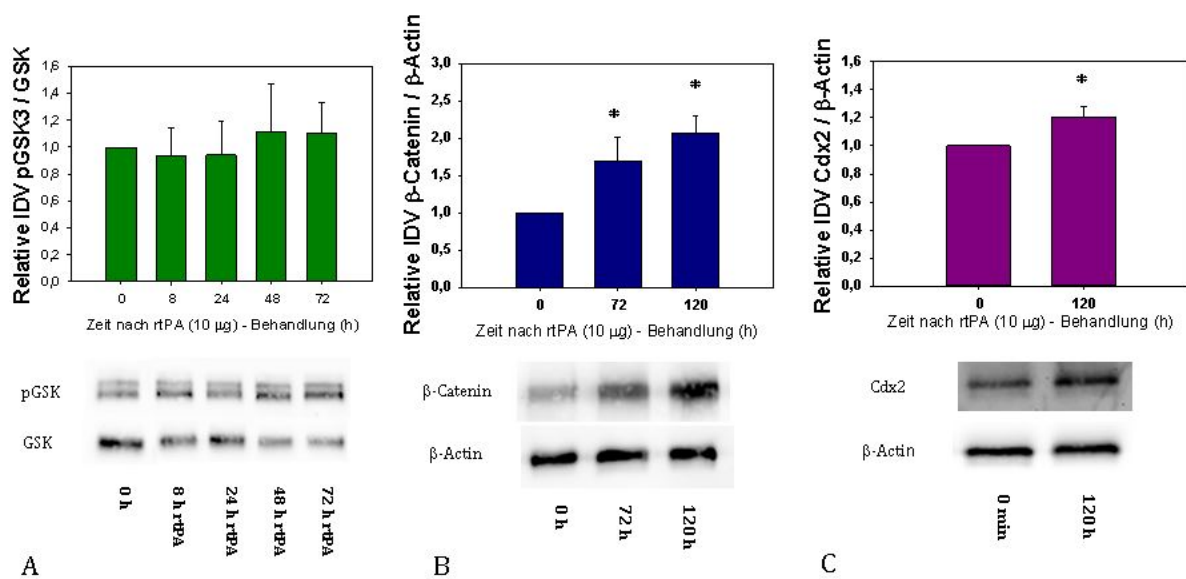 Relative IDV pGSK3 / GSK
1,6
1,4
1,2
1,0
0,8
0,6
0,4
0,2
0,0
0 8 24 48 72
Zeit nach rtPA (10 µg) - Behandlung (h)
pGSK
GSK
0 h
8 h rtPA
24 h rtPA
48 h rtPA
72 h rtPA
A
Relative IDV β-Catenin / β-Actin
3,0
2,5
2,0
1,5
1,0
0,5
0,0
* *
0 72 120
Zeit nach rtPA (10 µg) - Behandlung (h)
β-Catenin
β-Actin
0 h
72 h
120 h
B
Relative IDV Cdx2 / β-Actin
1,6
1,4
1,2
1,0
0,8
0,6
0,4
0,2
0,0
*
0 120
Zeit nach rtPA (10 µg) - Behandlung (h)
Cdx2
β-Actin
0 min
120 h
C